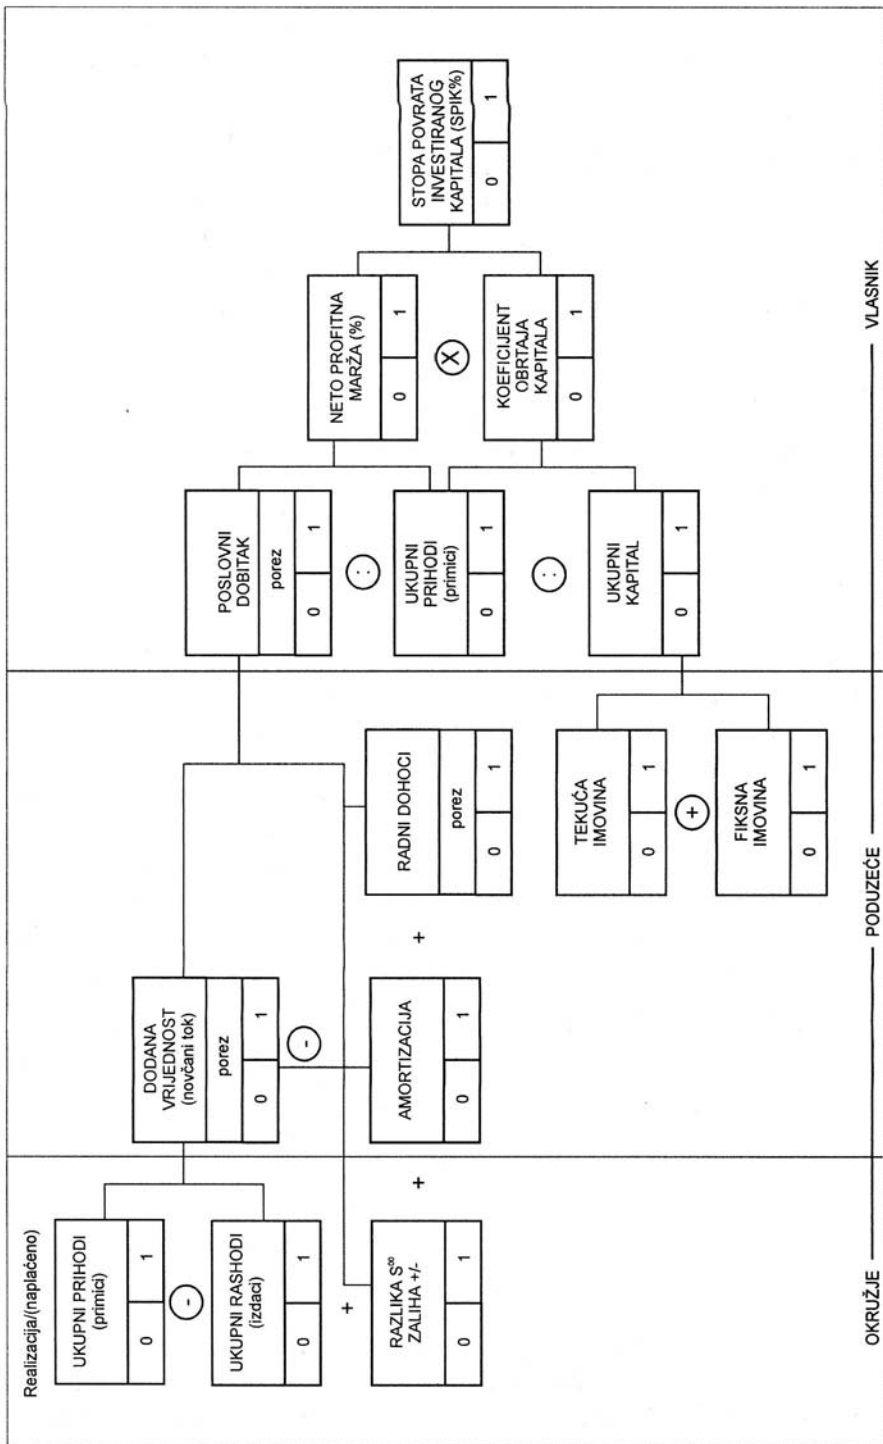 Realizacija/(naplaćeno)
UKUPNI PRIHODI
(primici)
0 1
-
UKUPNI RASHODI
(izdaci)
0 1
+
RAZLIKA S∞
ZALIHA +/-
0 1
DODANA
VRIJEDNOST
(novčani tok)
porez
0 1
-
AMORTIZACIJA
0 1
+
+
RADNI DOHOCI
porez
0 1
TEKUĆA
IMOVINA
0 1
+
FIKSNA
IMOVINA
0 1
POSLOVNI
DOBITAK
porez
0 1
:
UKUPNI
PRIHODI
(primici)
0 1
:
UKUPNI
KAPITAL
0 1
NETO PROFITNA
MARŽA (%)
0 1
X
KOEFICIJENT
OBRTAJA
KAPITALA
0 1
STOPA POVRATA
INVESTIRANOG
KAPITALA (SPIK%)
0 1
OKRUŽJE PODUZEĆE VLASNIK